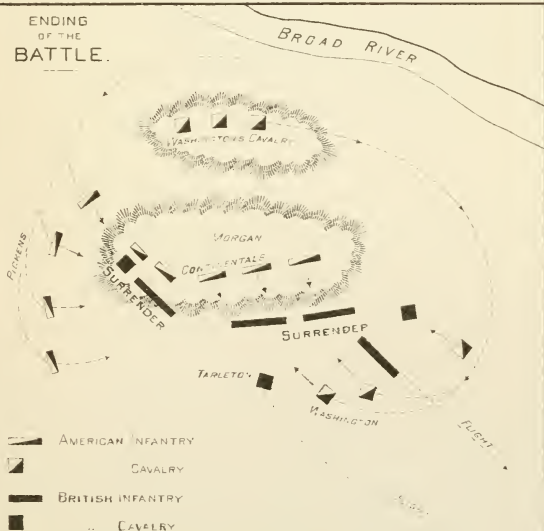 ENDING
OF THE
BATTLE.
BROAD RIVER
WASHINGTONS CAVALRY
MORGAN
CONTINENTALS
PICKENS
SURRENDER
SURRENDER
TARLETON
WASHINGTON
FLIGHT
AMERICAN INFANTRY
CAVALRY
BRITISH INFANTRY
,, CAVALRY